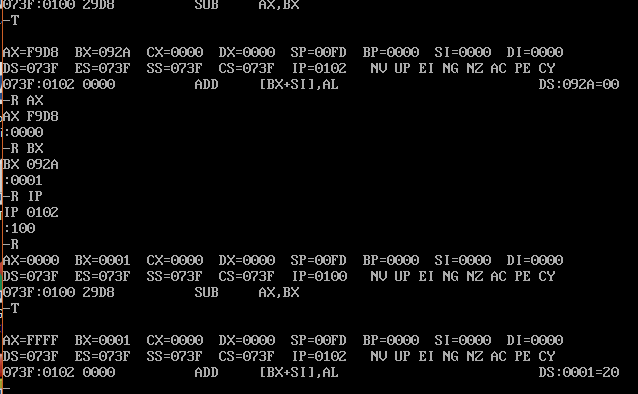 073F:0100 29D8 SUB AX,BX
-T
AX=F9D8 BX=092A CX=0000 DX=0000 SP=00FD BP=0000 SI=0000 DI=0000
DS=073F ES=073F SS=073F CS=073F IP=0102 NV UP EI NG NZ AC PE CY
073F:0102 0000 ADD [BX+SI],AL DS:092A=00
-R AX
AX F9D8
:0000
-R BX
BX 092A
:0001
-R IP
IP 0102
:100
-R
AX=0000 BX=0001 CX=0000 DX=0000 SP=00FD BP=0000 SI=0000 DI=0000
DS=073F ES=073F SS=073F CS=073F IP=0100 NV UP EI NG NZ AC PE CY
073F:0100 29D8 SUB AX,BX
-T
AX=FFFF BX=0001 CX=0000 DX=0000 SP=00FD BP=0000 SI=0000 DI=0000
DS=073F ES=073F SS=073F CS=073F IP=0102 NV UP EI NG NZ AC PE CY
073F:0102 0000 ADD [BX+SI],AL DS:0001=20
-